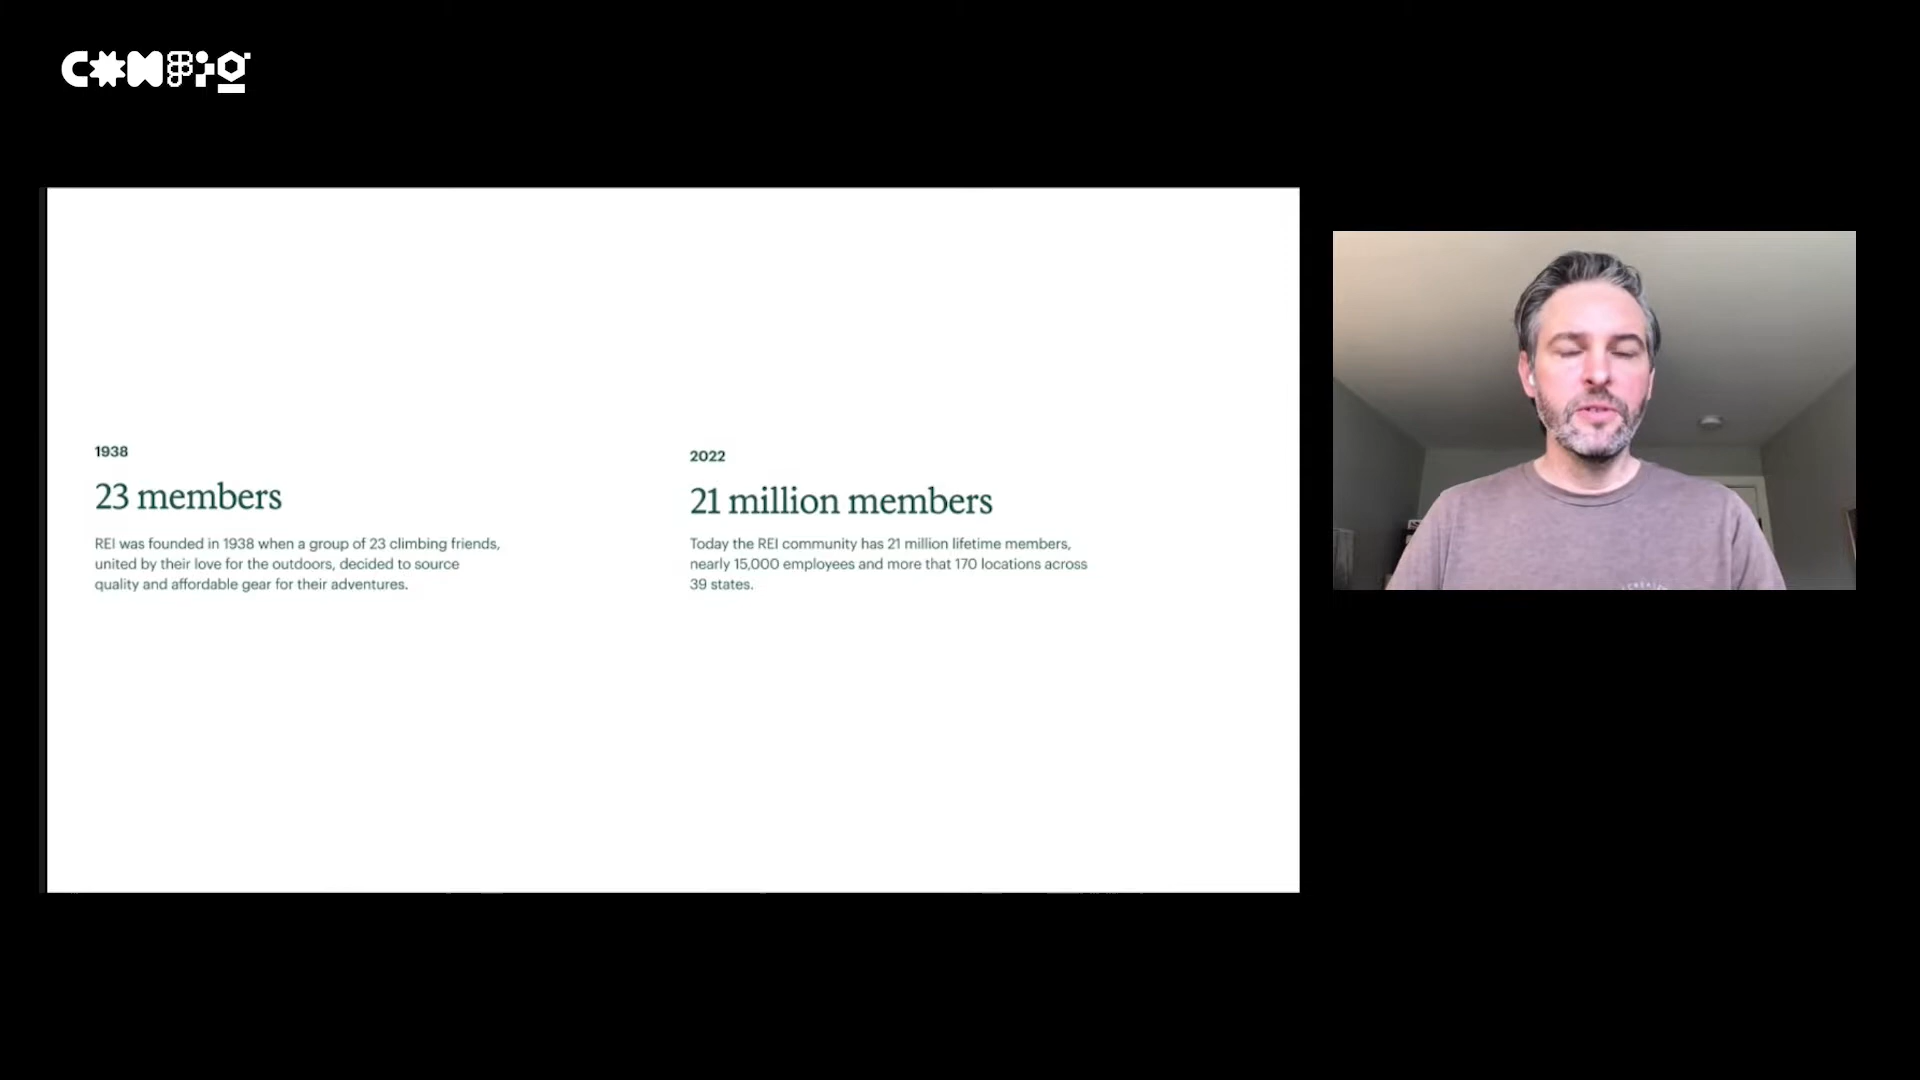 CONFIG
1938
23 members
REI was founded in 1938 when a group of 23 climbing friends,
united by their love for the outdoors, decided to source
quality and affordable gear for their adventures.
2022
21 million members
Today the REI community has 21 million lifetime members,
nearly 15,000 employees and more that 170 locations across
39 states.